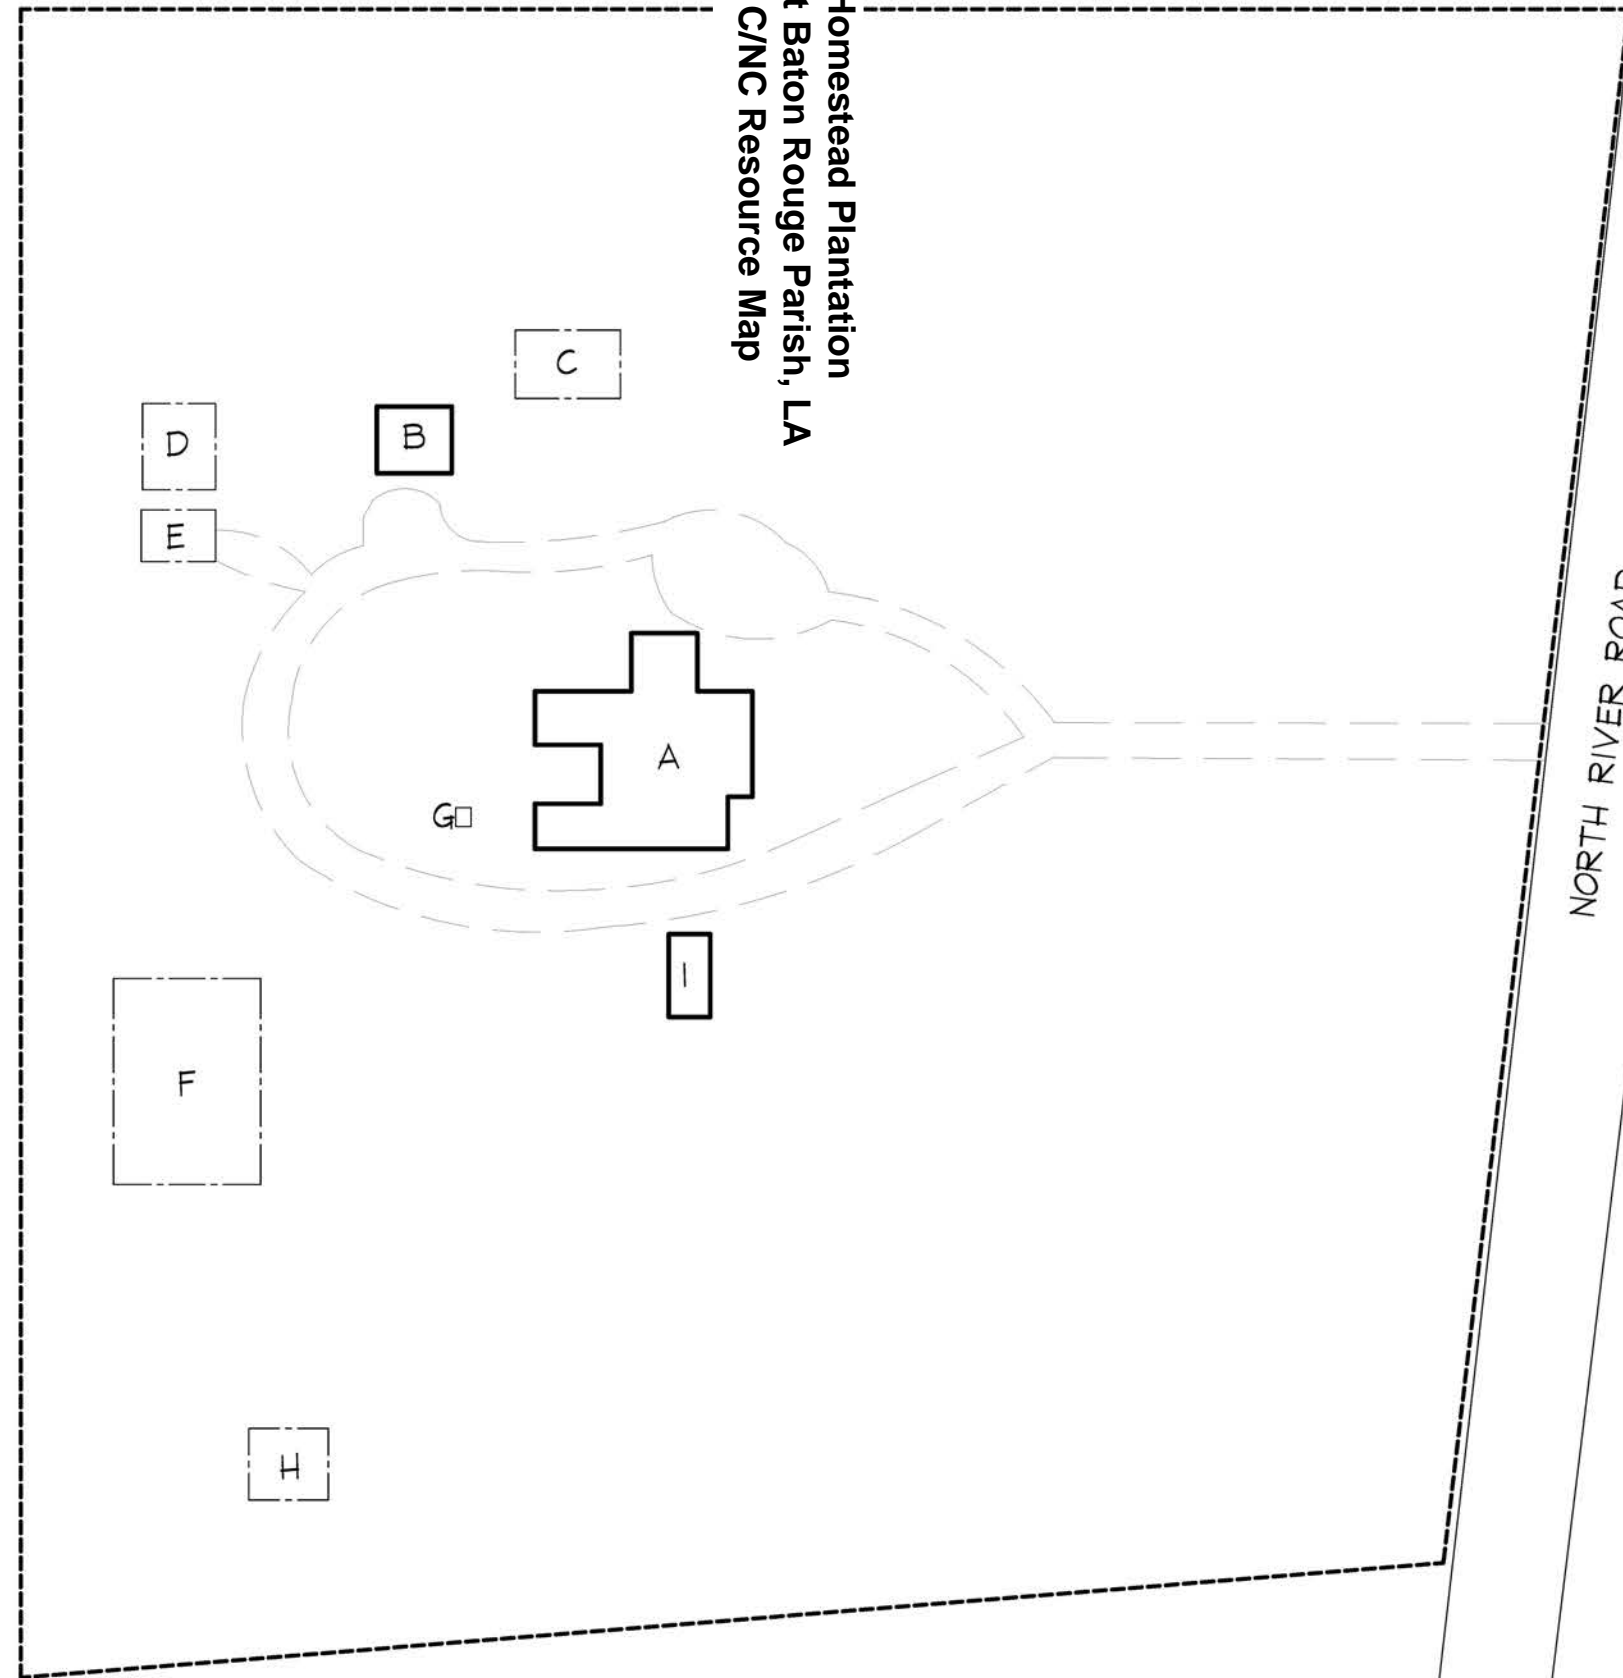 Homestead Plantation
t Baton Rouge Parish, LA
C/NC Resource Map
C
B
D
E
A
G
I
F
H
NORTH RIVER ROAD